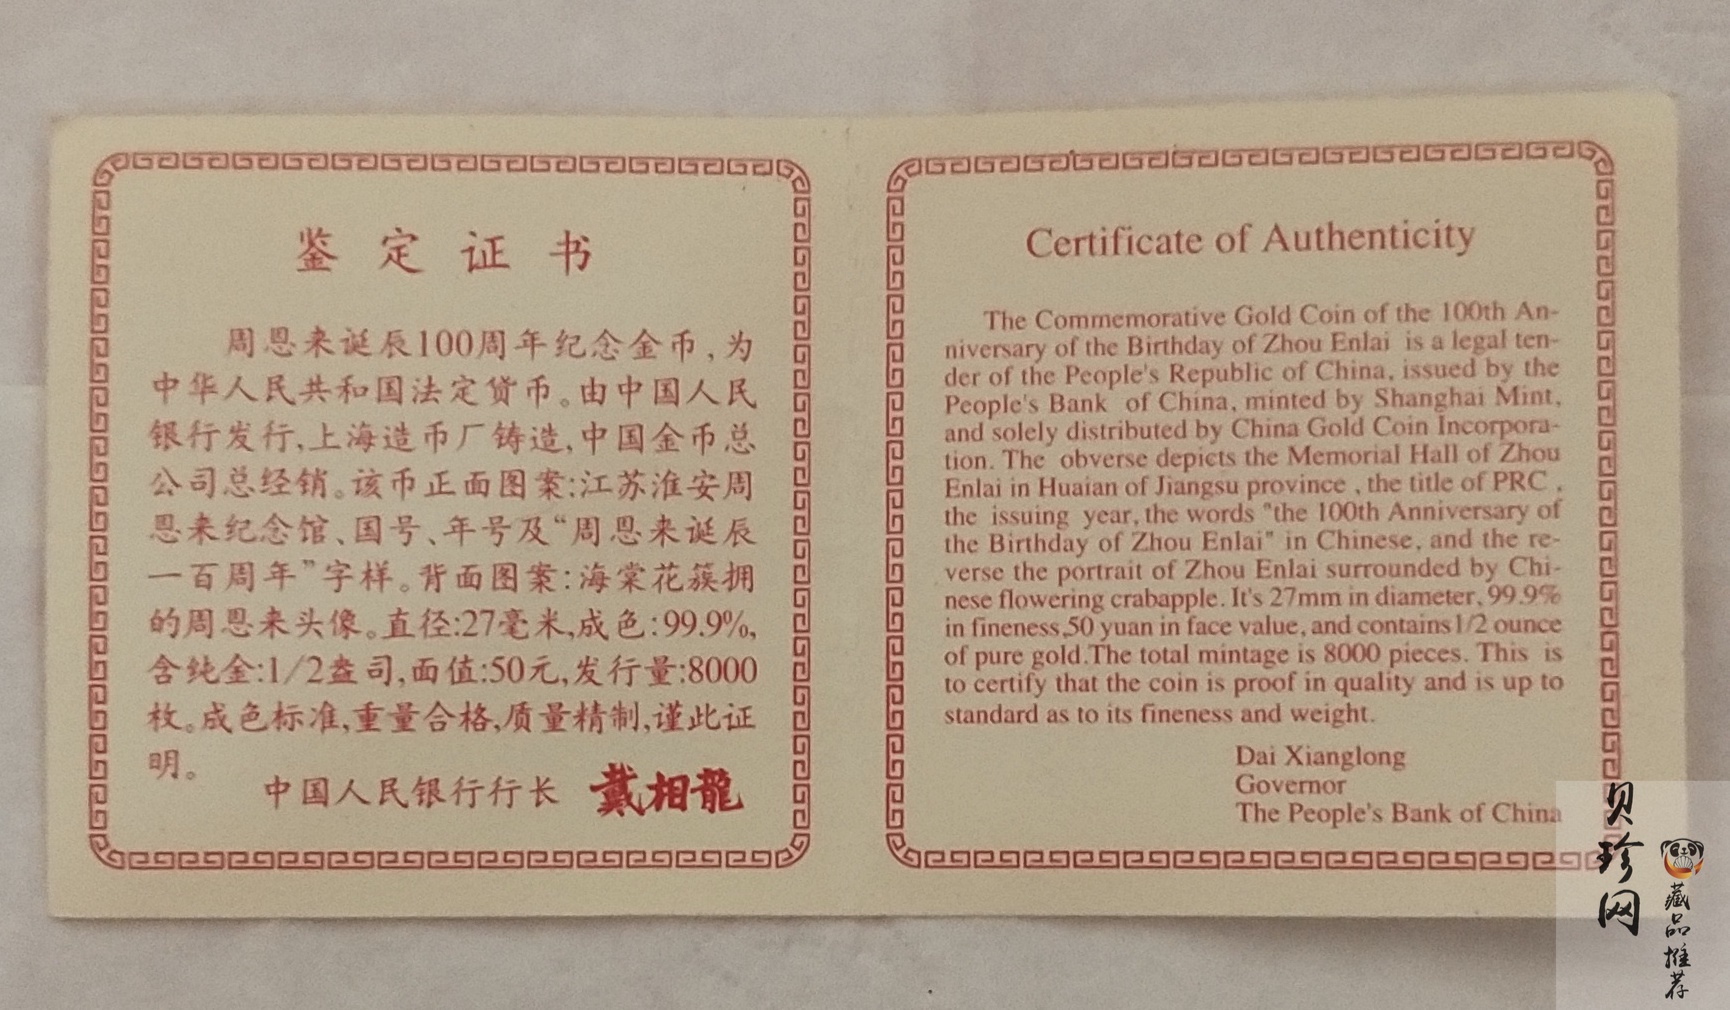 鉴定证书
周恩来诞辰100周年纪念金币,为
中华人民共和国法定货币。由中国人民
银行发行,上海造币厂铸造,中国金币总
公司总经销。该币正面图案:江苏淮安周
恩来纪念馆、国号、年号及“周恩来诞辰
一百周年”字样。背面图案:海棠花簇拥
的周恩来头像。直径:27毫米,成色:99.9%,
含纯金:1/2盎司,面值:50元,发行量:8000
枚。成色标准,重量合格,质量精制,谨此证
明。
中国人民银行行长 戴相龍
Certificate of Authenticity
The Commemorative Gold Coin of the 100th An-
niversary of the Birthday of Zhou Enlai is a legal ten-
der of the People's Republic of China, issued by the
People's Bank of China, minted by Shanghai Mint,
and solely distributed by China Gold Coin Incorpora-
tion. The obverse depicts the Memorial Hall of Zhou
Enlai in Huaian of Jiangsu province , the title of PRC ,
the issuing year, the words "the 100th Anniversary of
the Birthday of Zhou Enlai" in Chinese, and the re-
verse the portrait of Zhou Enlai surrounded by Chi-
nese flowering crabapple. It's 27mm in diameter, 99.9%
in fineness,50 yuan in face value, and contains 1/2 ounce
of pure gold.The total mintage is 8000 pieces. This is
to certify that the coin is proof in quality and is up to
standard as to its fineness and weight.
Dai Xianglong
Governor
The People's Bank of China
贝珍网
藏品推荐